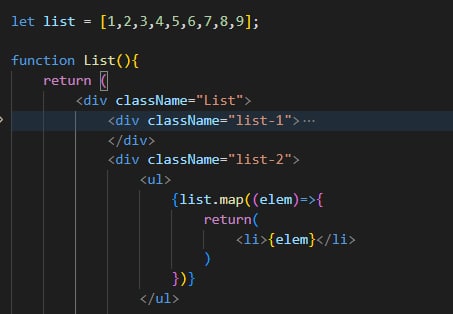 let list = [1,2,3,4,5,6,7,8,9];
function List(){
return (
<div className="List">
<div className="list-1">…
</div>
<div className="list-2">
<ul>
{list.map((elem)=>{
return(
<li>{elem}</li>
)
})}
</ul>